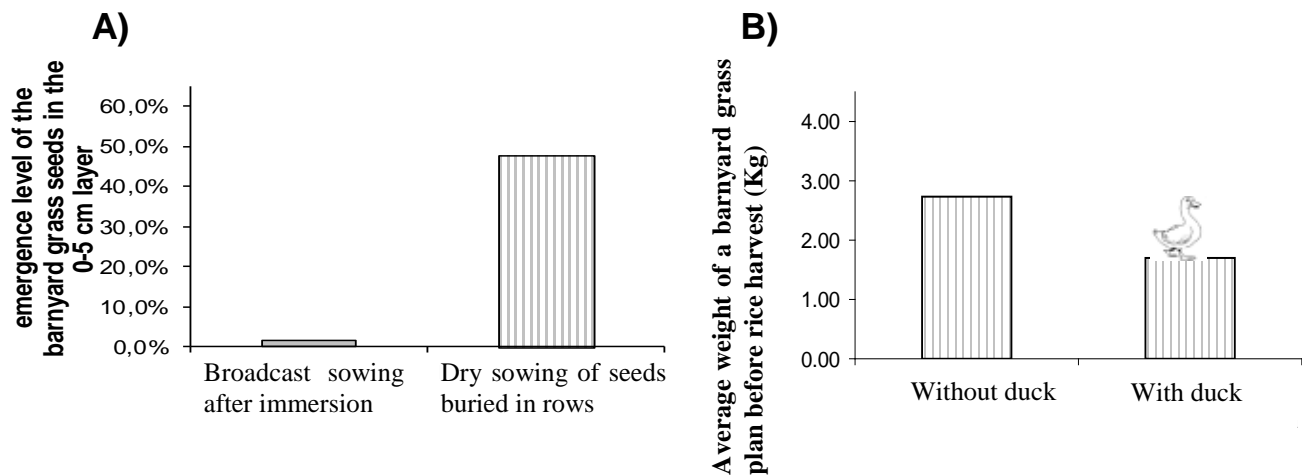 A)
emergence level of the
barnyard grass seeds in the
0-5 cm layer
60,0%
50,0%
40,0%
30,0%
20,0%
10,0%
0,0%
Broadcast sowing
after immersion
Dry sowing of seeds
buried in rows
B)
Average weight of a barnyard grass
plan before rice harvest (Kg)
4.00
3.00
2.00
1.00
0.00
Without duck
With duck